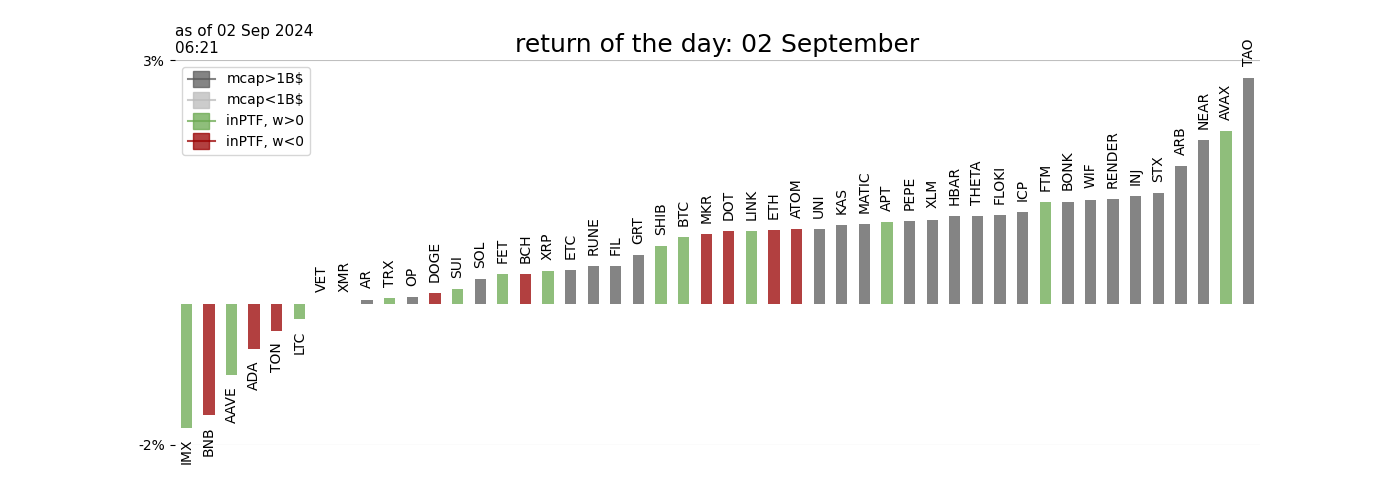 as of 02 Sep 2024
06:21
return of the day: 02 September
3%
-2%
mcap>1B$
mcap<1B$
inPTF, w>0
inPTF, w<0
IMX
BNB
AAVE
ADA
TON
LTC
VET
XMR
AR
TRX
OP
DOGE
SUI
SOL
FET
BCH
XRP
ETC
RUNE
FIL
GRT
SHIB
BTC
MKR
DOT
LINK
ETH
ATOM
UNI
KAS
MATIC
APT
PEPE
XLM
HBAR
THETA
FLOKI
ICP
FTM
BONK
WIF
RENDER
INJ
STX
ARB
NEAR
AVAX
TAO